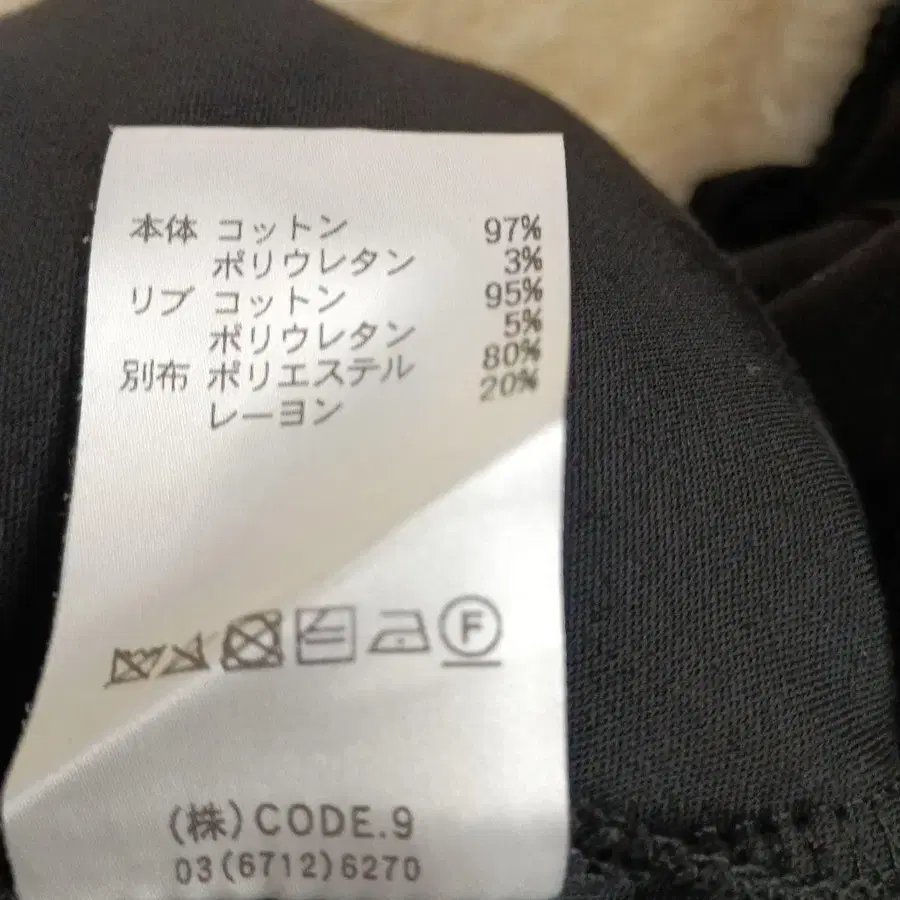 本体 コットン 97%
ポリウレタン 3%
リブ コットン 95%
ポリウレタン 5%
別布 ポリエステル 80%
レーヨン 20%
F
(株)CODE.9
03(6712)6270